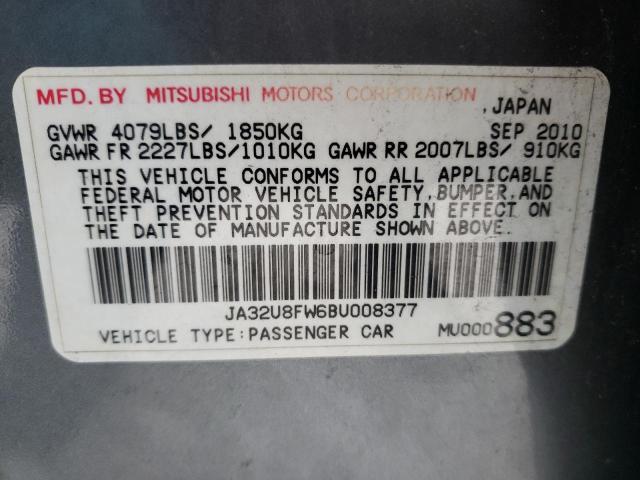 MFD. BY MITSUBISHI MOTORS CORPORATION
, JAPAN
GVWR 4079LBS/ 1850KG SEP 2010
GAWR FR 2227LBS/1010KG GAWR RR 2007LBS/ 910KG
THIS VEHICLE CONFORMS TO ALL APPLICABLE
FEDERAL MOTOR VEHICLE SAFETY, BUMPER, AND
THEFT PREVENTION STANDARDS IN EFFECT ON
THE DATE OF MANUFACTURE SHOWN ABOVE.
JA32U8FW6BU008377
VEHICLE TYPE: PASSENGER CAR MU000883